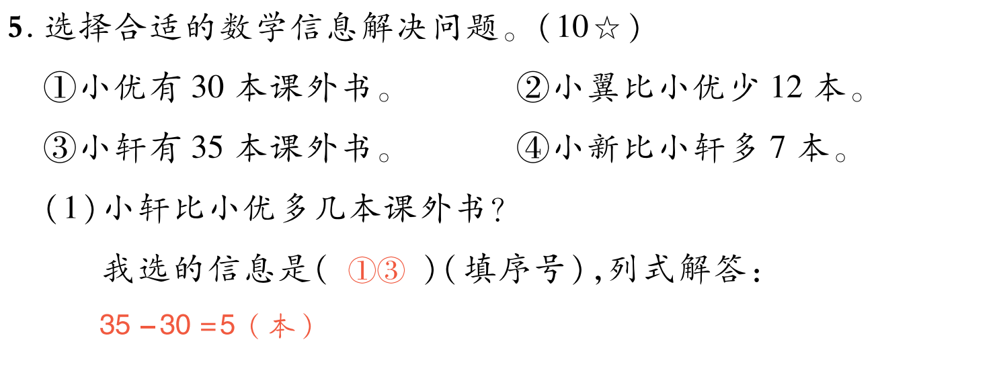 5. 选择合适的数学信息解决问题。(10☆)
①小优有 30 本课外书。 ②小翼比小优少 12 本。
③小轩有 35 本课外书。 ④小新比小轩多 7 本。
(1)小轩比小优多几本课外书?
我选的信息是( ①③ )(填序号),列式解答:
35-30=5(本)